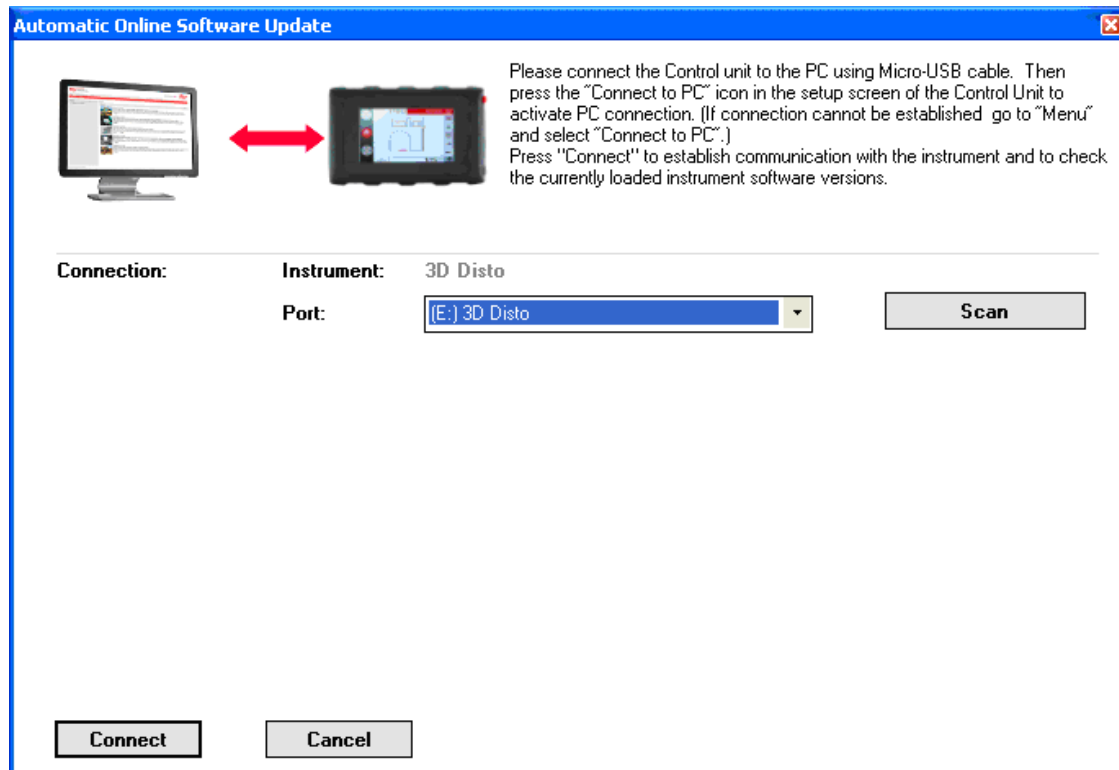 Automatic Online Software Update
Please connect the Control unit to the PC using Micro-USB cable.  Then
press the "Connect to PC" icon in the setup screen of the Control Unit to
activate PC connection. (If connection cannot be established  go to "Menu"
and select "Connect to PC".)
Press "Connect" to establish communication with the instrument and to check
the currently loaded instrument software versions.
Connection: Instrument: 3D Disto
Port: (E:) 3D Disto Scan
Connect Cancel